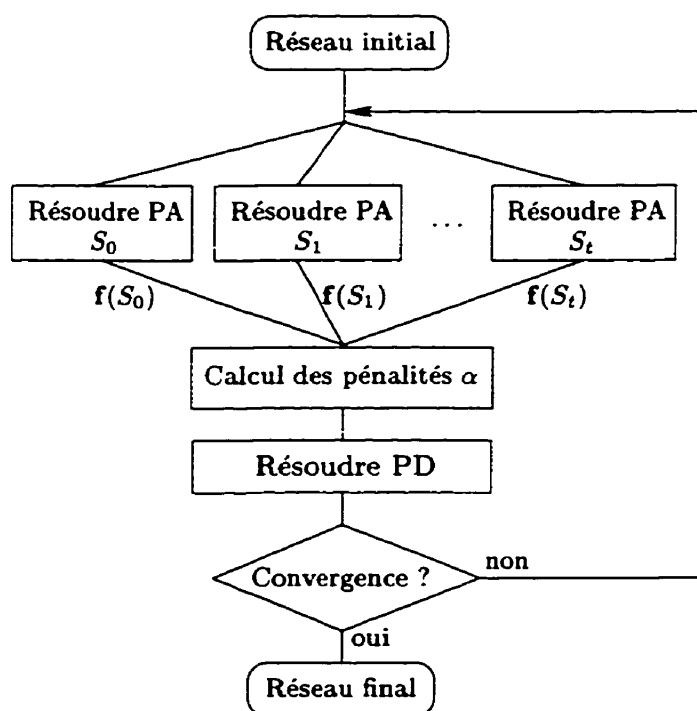 Réseau initial
Résoudre PA
S₀
Résoudre PA
S₁
...
Résoudre PA
Sₜ
f(S₀)
f(S₁)
f(Sₜ)
Calcul des pénalités α
Résoudre PD
Convergence ?
non
oui
Réseau final